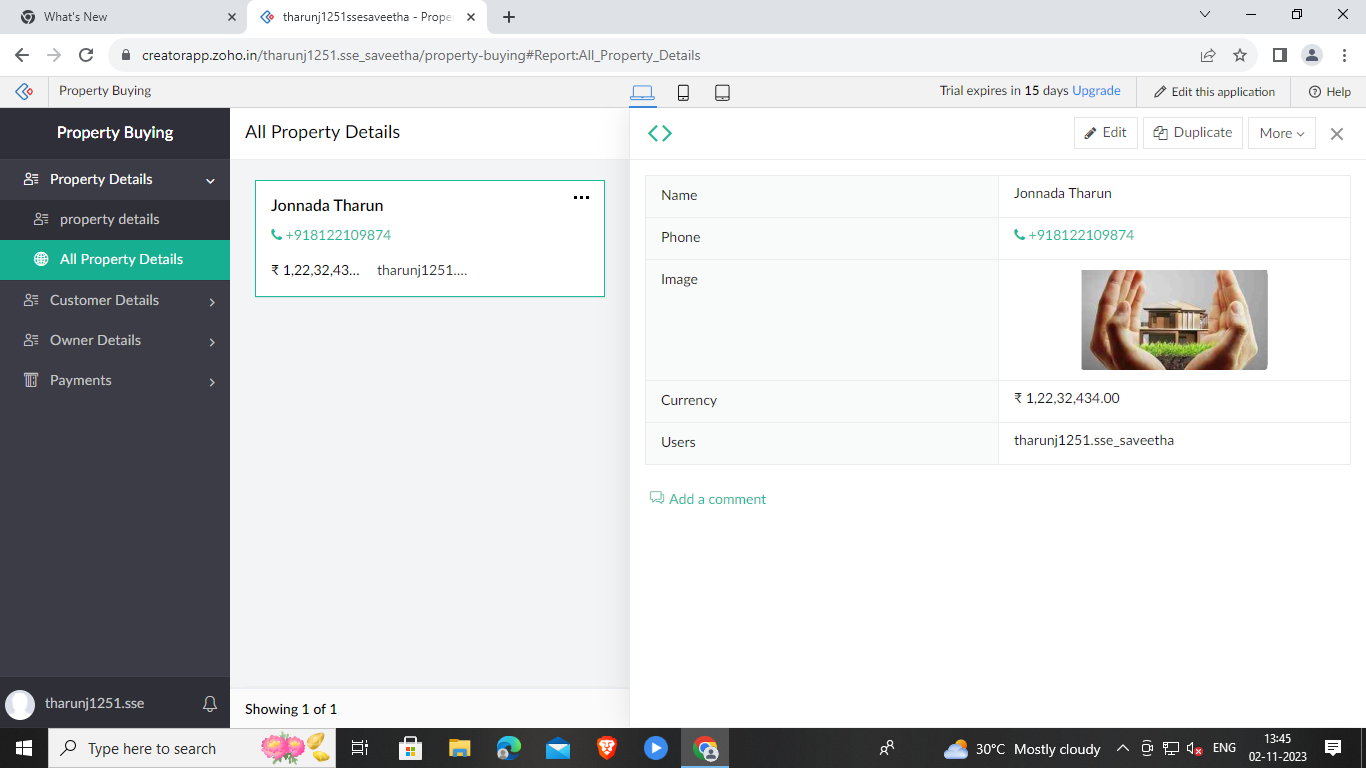 What's New
tharunj1251ssesaveetha - Prope
creatorapp.zoho.in/tharunj1251.sse_saveetha/property-buying#Report:All_Property_Details
Property Buying
Trial expires in 15 days Upgrade
Edit this application
Help
Property Buying
Property Details
property details
All Property Details
Customer Details
Owner Details
Payments
tharunj1251.sse
All Property Details
Jonnada Tharun
+918122109874
₹ 1,22,32,43... tharunj1251....
Showing 1 of 1
Edit
Duplicate
More
Name Jonnada Tharun
Phone +918122109874
Image
Currency ₹ 1,22,32,434.00
Users tharunj1251.sse_saveetha
Add a comment
Type here to search
30°C Mostly cloudy
ENG
13:45
02-11-2023